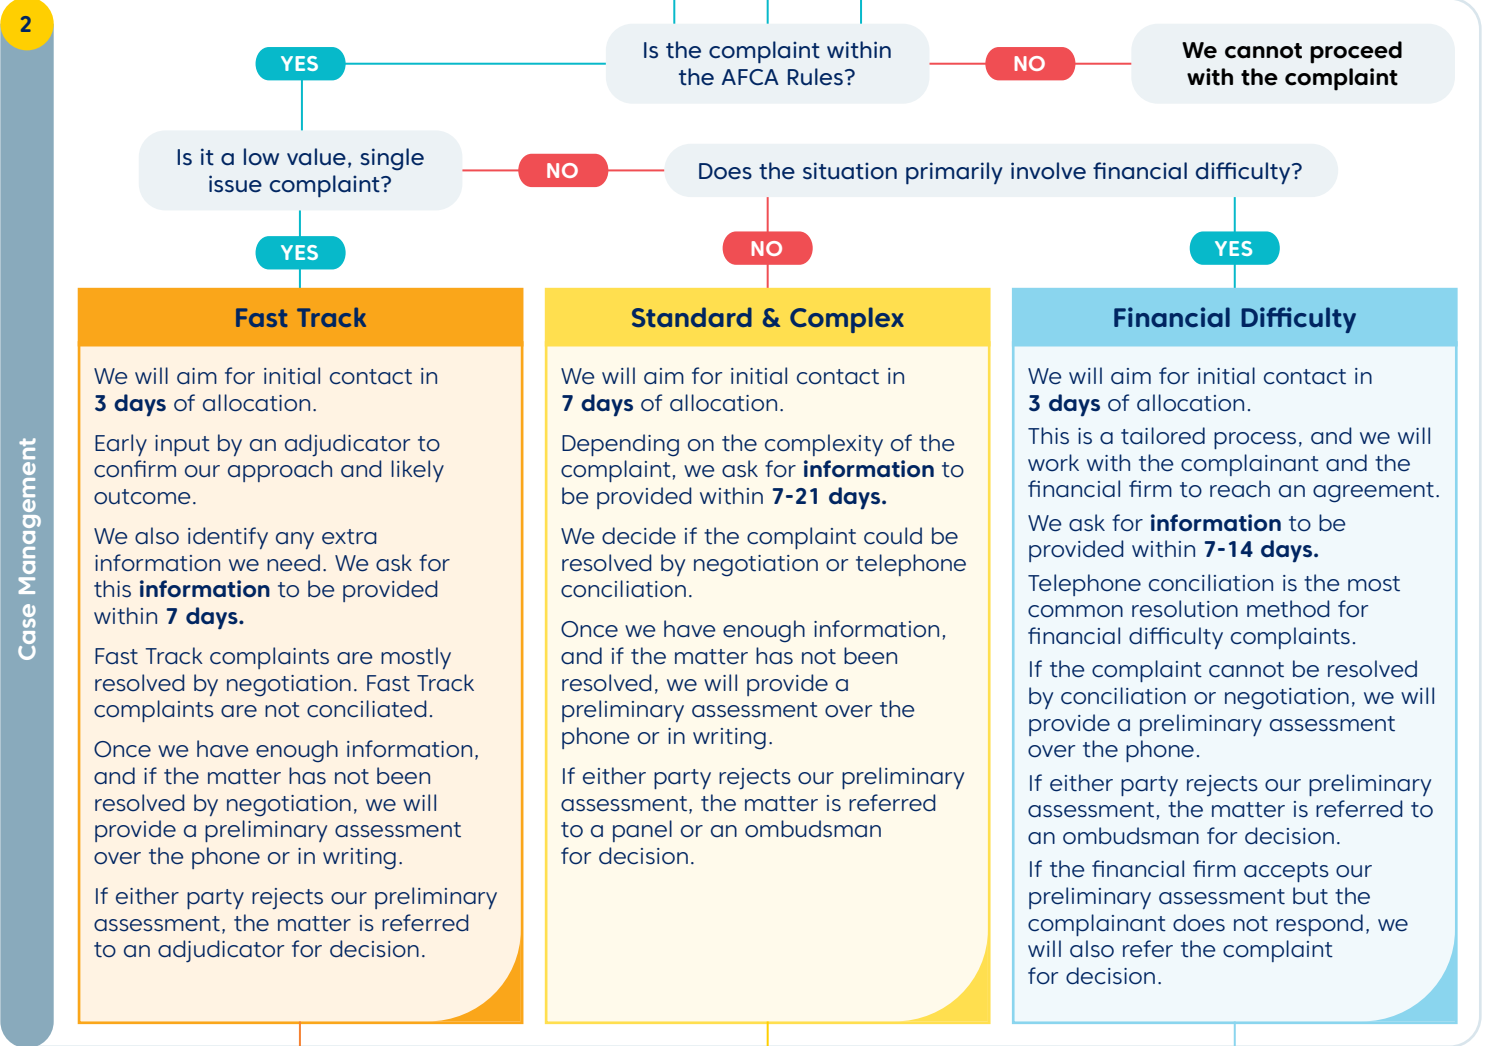 2
Case Management
Is the complaint within
the AFCA Rules?
YES
NO
We cannot proceed
with the complaint
Is it a low value, single
issue complaint?
NO
Does the situation primarily involve financial difficulty?
YES
NO
YES
Fast Track
We will aim for initial contact in
3 days of allocation.
Early input by an adjudicator to
confirm our approach and likely
outcome.
We also identify any extra
information we need. We ask for
this information to be provided
within 7 days.
Fast Track complaints are mostly
resolved by negotiation. Fast Track
complaints are not conciliated.
Once we have enough information,
and if the matter has not been
resolved by negotiation, we will
provide a preliminary assessment
over the phone or in writing.
If either party rejects our preliminary
assessment, the matter is referred
to an adjudicator for decision.
Standard & Complex
We will aim for initial contact in
7 days of allocation.
Depending on the complexity of the
complaint, we ask for information to
be provided within 7-21 days.
We decide if the complaint could be
resolved by negotiation or telephone
conciliation.
Once we have enough information,
and if the matter has not been
resolved, we will provide a
preliminary assessment over the
phone or in writing.
If either party rejects our preliminary
assessment, the matter is referred
to a panel or an ombudsman
for decision.
Financial Difficulty
We will aim for initial contact in
3 days of allocation.
This is a tailored process, and we will
work with the complainant and the
financial firm to reach an agreement.
We ask for information to be
provided within 7-14 days.
Telephone conciliation is the most
common resolution method for
financial difficulty complaints.
If the complaint cannot be resolved
by conciliation or negotiation, we will
provide a preliminary assessment
over the phone.
If either party rejects our preliminary
assessment, the matter is referred to
an ombudsman for decision.
If the financial firm accepts our
preliminary assessment but the
complainant does not respond, we
will also refer the complaint
for decision.